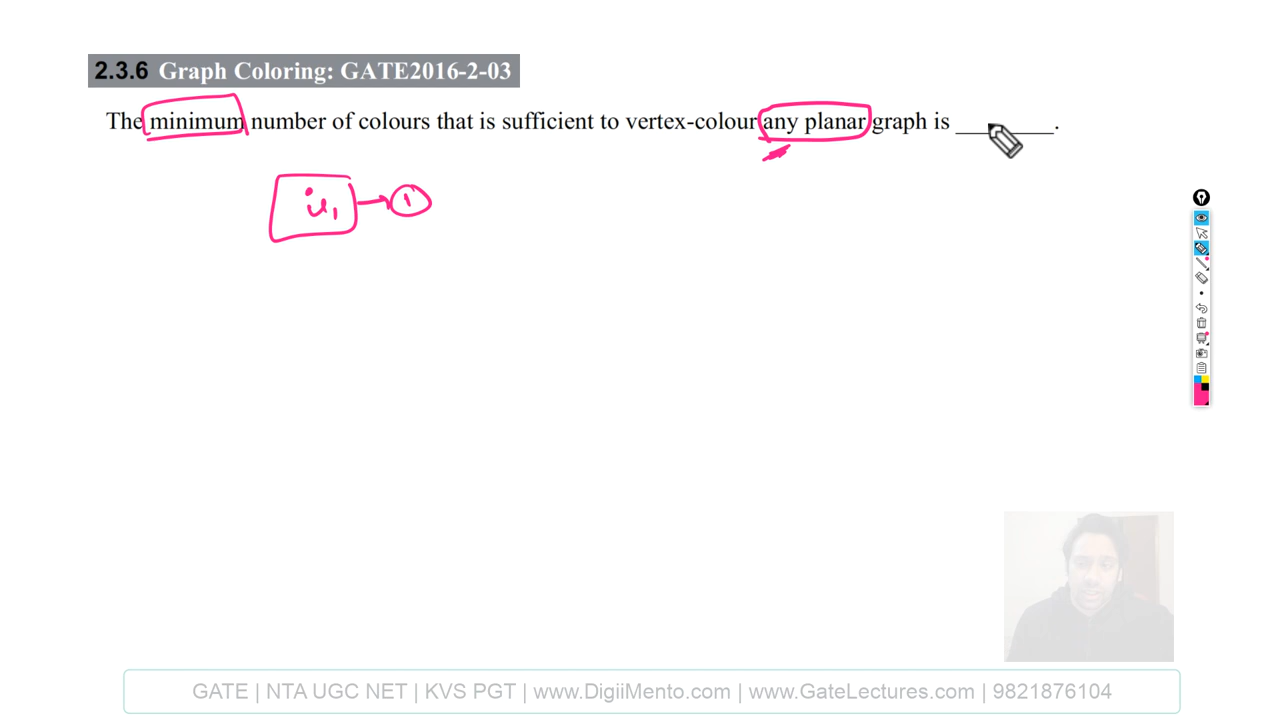 2.3.6 Graph Coloring: GATE2016-2-03
The minimum number of colours that is sufficient to vertex-colour any planar graph is _________.
u1 → 1
GATE | NTA UGC NET | KVS PGT | www.DigiiMento.com | www.GateLectures.com | 9821876104